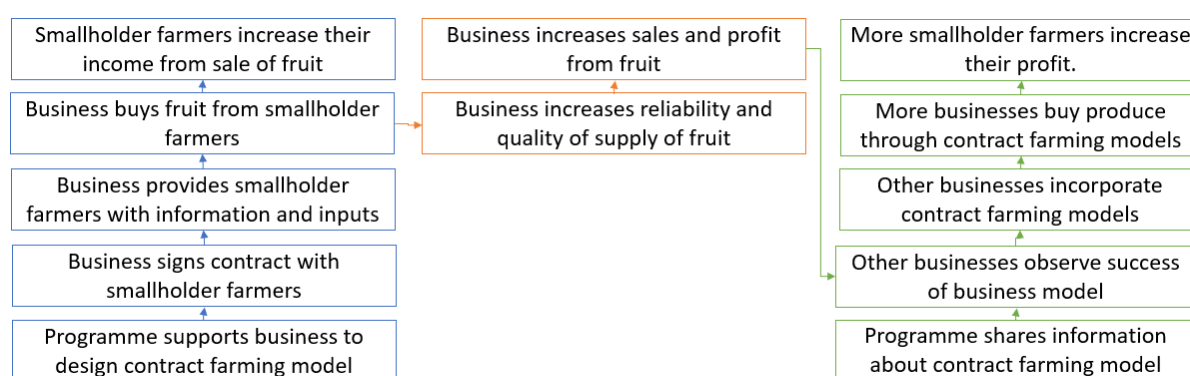 Smallholder farmers increase their
income from sale of fruit
Business buys fruit from smallholder
farmers
Business provides smallholder
farmers with information and inputs
Business signs contract with
smallholder farmers
Programme supports business to
design contract farming model
Business increases sales and profit
from fruit
Business increases reliability and
quality of supply of fruit
More smallholder farmers increase
their profit.
More businesses buy produce
through contract farming models
Other businesses incorporate
contract farming models
Other businesses observe success
of business model
Programme shares information
about contract farming model